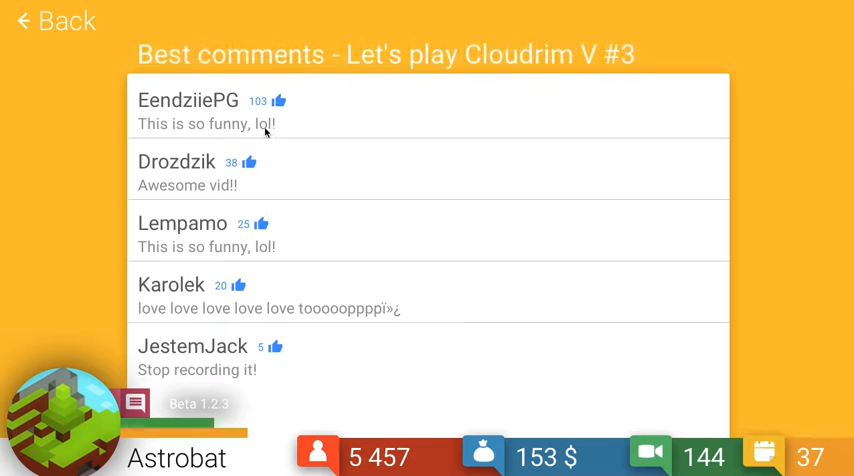 Back
Best comments - Let's play Cloudrim V #3
EendziiePG 103
This is so funny, lol!
Drozdzik 38
Awesome vid!!
Lempamo 25
This is so funny, lol!
Karolek 20
love love love love love toooooppppï»¿
JestemJack 5
Stop recording it!
Beta 1.2.3
Astrobat 5 457 153 $ 144 37